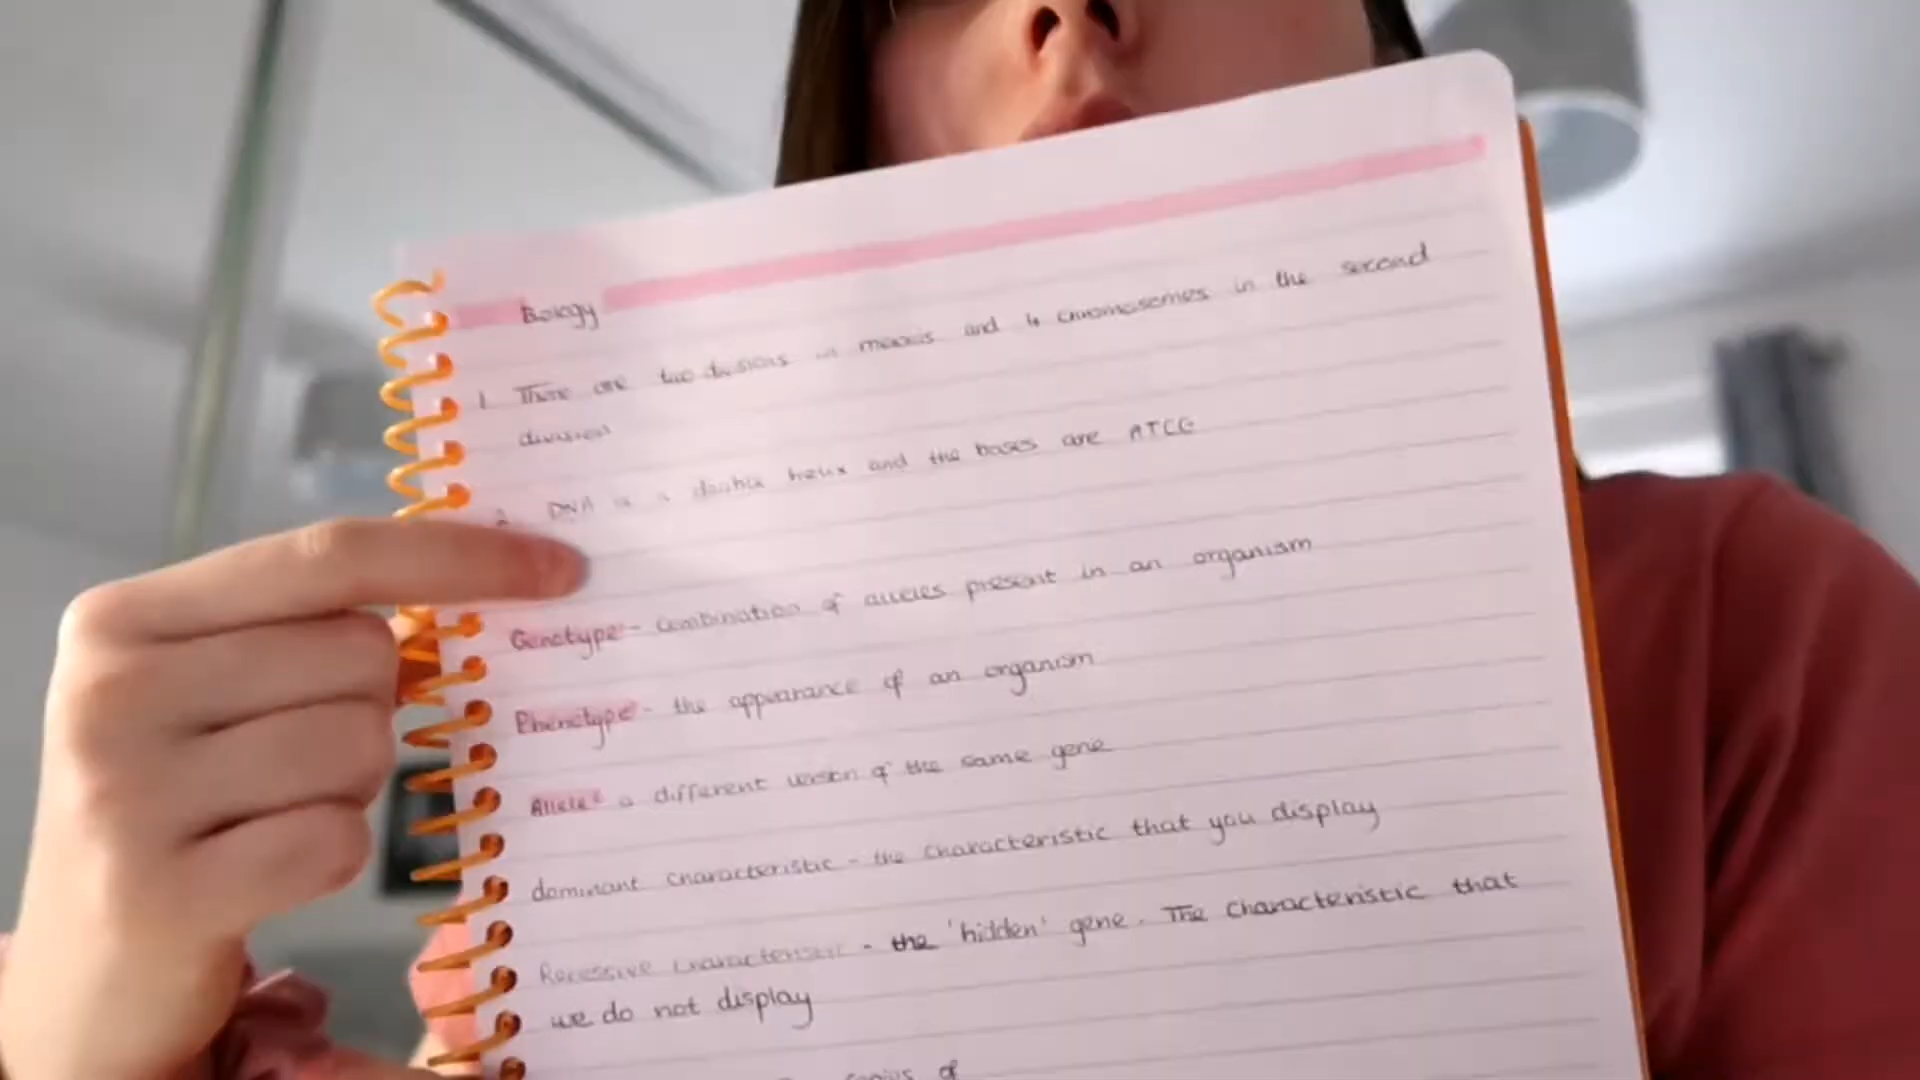 Biology
1 There are two divisions in meiosis and 4 chromosomes in the second
division
2 DNA is a double helix and the bases are ATCG
Genotype - combination of alleles present in an organism
Phenotype - the appearance of an organism
Allele a different version of the same gene
dominant characteristic - the characteristic that you display
Recessive characteristic - the 'hidden' gene. The characteristic that
we do not display
copies of